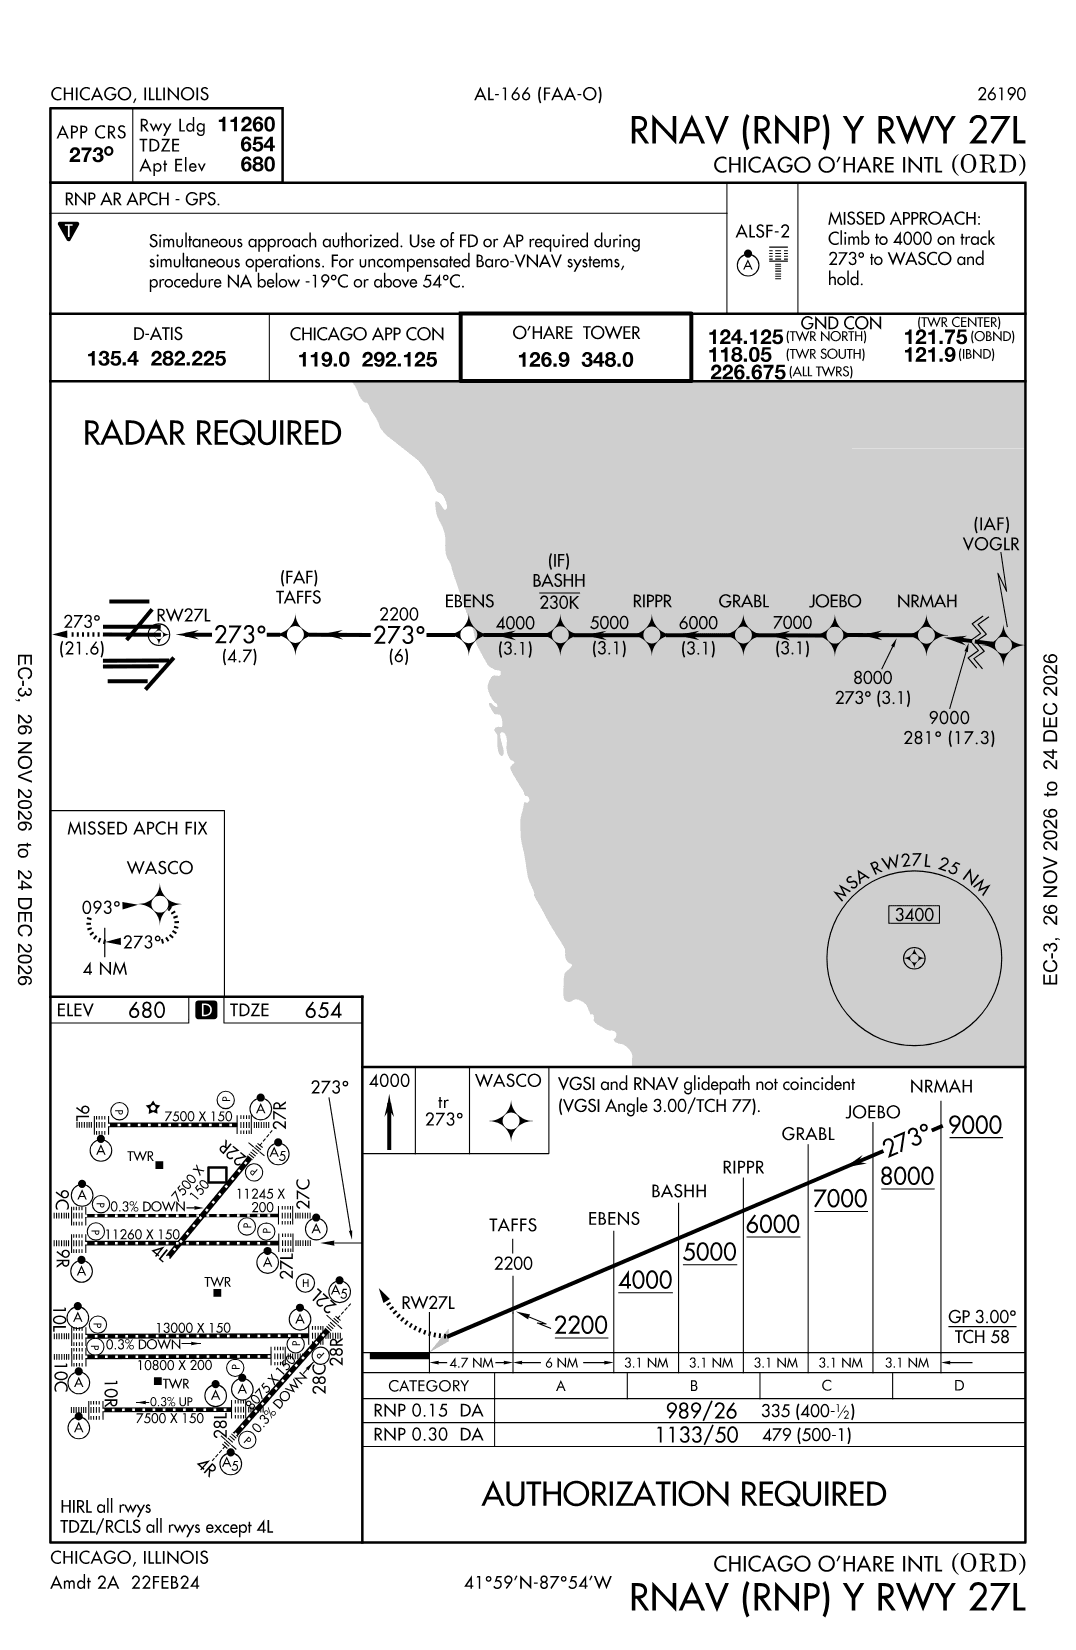 CHICAGO, ILLINOIS
AL-166 (FAA-O)
26190
APP CRS
273°
Rwy Ldg 11260
TDZE 654
Apt Elev 680
RNAV (RNP) Y RWY 27L
CHICAGO O'HARE INTL (ORD)
RNP AR APCH - GPS.
T
Simultaneous approach authorized. Use of FD or AP required during
simultaneous operations. For uncompensated Baro-VNAV systems,
procedure NA below -19°C or above 54°C.
ALSF-2
A
MISSED APPROACH:
Climb to 4000 on track
273° to WASCO and
hold.
D-ATIS
135.4 282.225
CHICAGO APP CON
119.0 292.125
O'HARE TOWER
126.9 348.0
GND CON
124.125 (TWR NORTH)
118.05 (TWR SOUTH)
226.675 (ALL TWRS)
(TWR CENTER)
121.75 (OBND)
121.9 (IBND)
RADAR REQUIRED
(IAF)
VOGLR
(IF)
BASHH
230K
(FAF)
TAFFS
EBENS
RIPPR
GRABL
JOEBO
NRMAH
RW27L
273°
(21.6)
273°
(4.7)
2200
273°
(6)
4000
(3.1)
5000
(3.1)
6000
(3.1)
7000
(3.1)
8000
273° (3.1)
9000
281° (17.3)
EC-3, 26 NOV 2026 to 24 DEC 2026
EC-3, 26 NOV 2026 to 24 DEC 2026
MISSED APCH FIX
WASCO
093°
273°
4 NM
MSA RW27L 25 NM
3400
ELEV 680
D
TDZE 654
273°
9L
P
7500 X 150
P
A
27R
A
TWR
22R
A5
P
7500 X
150
9C
A
P
0.3% DOWN
11245 X
200
27C
A
P
11260 X 150
P
P
9R
A
4L
A
27L
TWR
H
22L
A5
10L
A
P
13000 X 150
0.3% DOWN
A
P
28R
10C
A
10800 X 200
P
P
28C
TWR
10R
A
0.3% UP
7500 X 150
A
A
28L
8075 X 150
0.3% DOWN
P
4R
A5
HIRL all rwys
TDZL/RCLS all rwys except 4L
4000
tr
273°
WASCO
VGSI and RNAV glidepath not coincident
(VGSI Angle 3.00/TCH 77).
NRMAH
JOEBO
GRABL
RIPPR
BASHH
EBENS
TAFFS
2200
RW27L
273°
9000
8000
7000
6000
5000
4000
2200
GP 3.00°
TCH 58
4.7 NM
6 NM
3.1 NM
3.1 NM
3.1 NM
3.1 NM
3.1 NM
CATEGORY A B C D
RNP 0.15 DA 989/26 335 (400-½)
RNP 0.30 DA 1133/50 479 (500-1)
AUTHORIZATION REQUIRED
CHICAGO, ILLINOIS
Amdt 2A 22FEB24
41°59'N-87°54'W
CHICAGO O'HARE INTL (ORD)
RNAV (RNP) Y RWY 27L